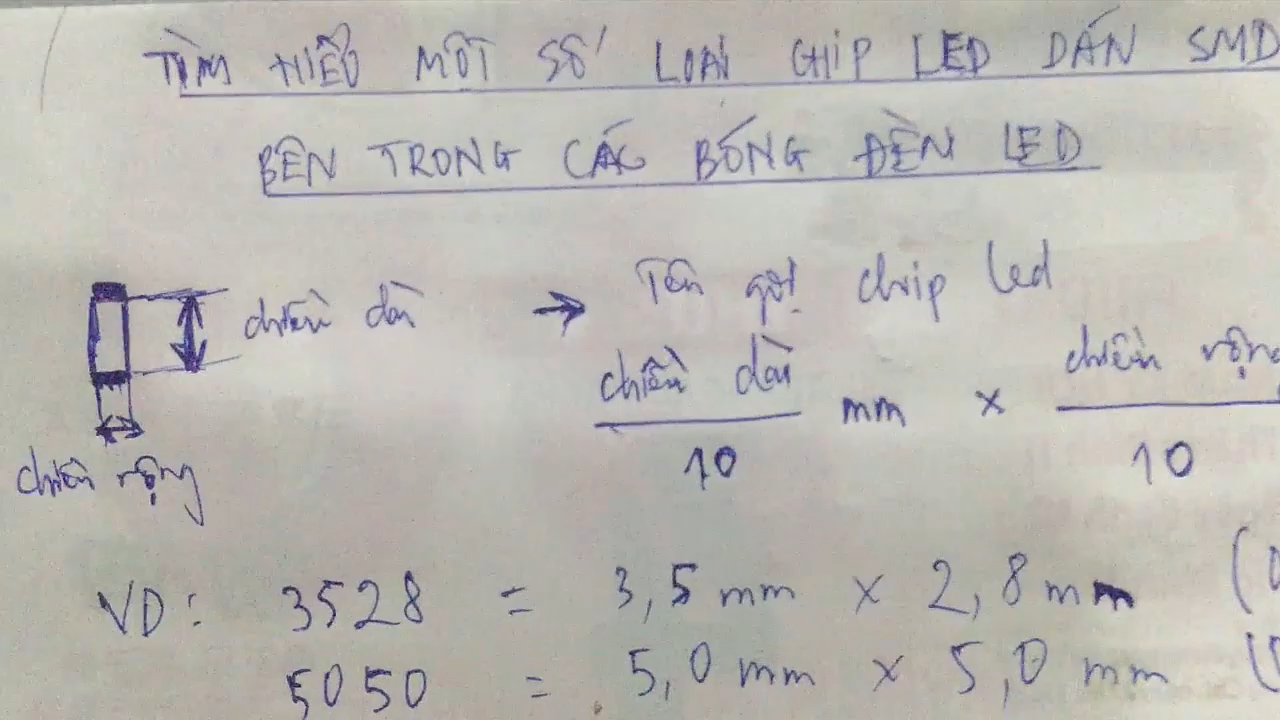 TÌM HIỂU MỘT SỐ LOẠI CHIP LED DÁN SMD
BÊN TRONG CÁC BÓNG ĐÈN LED
chiều dài → Tên gọi chip led
chiều dài / 10 mm × chiều rộng / 10
chiều rộng
VD: 3528 = 3,5 mm × 2,8 mm (
5050 = 5,0 mm × 5,0 mm (